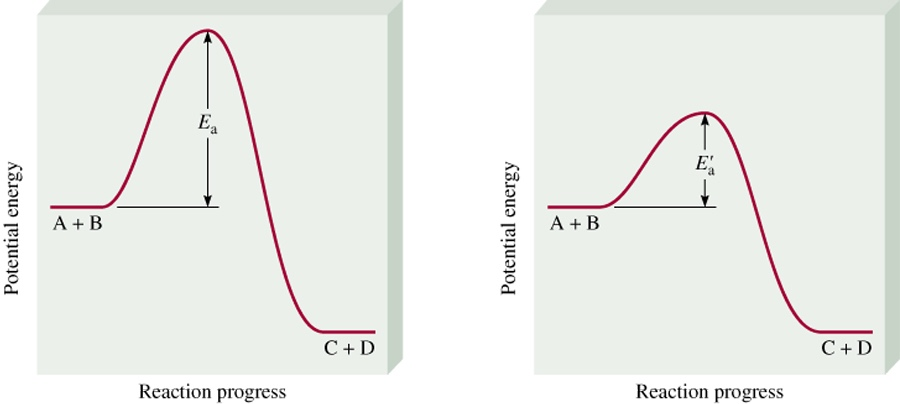 Potential energy
Eₐ
A + B
C + D
Reaction progress
Potential energy
E′ₐ
A + B
C + D
Reaction progress